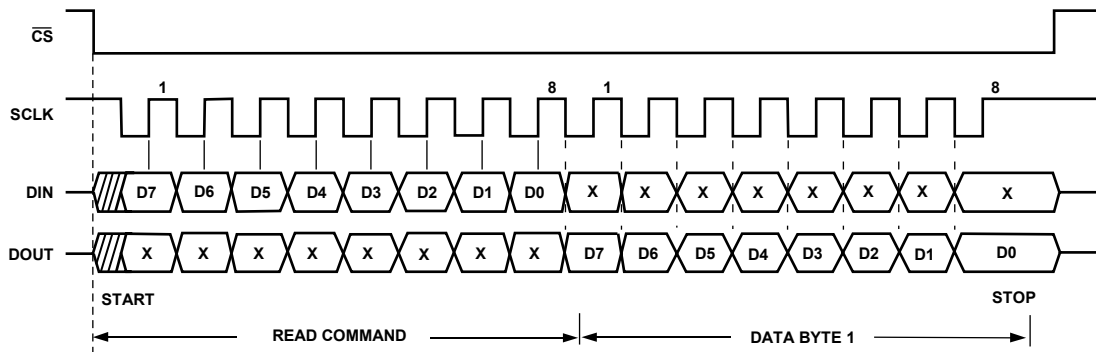 CS
1 8 1 8
SCLK
DIN D7 D6 D5 D4 D3 D2 D1 D0 X X X X X X X X
DOUT X X X X X X X X D7 D6 D5 D4 D3 D2 D1 D0
START STOP
READ COMMAND DATA BYTE 1